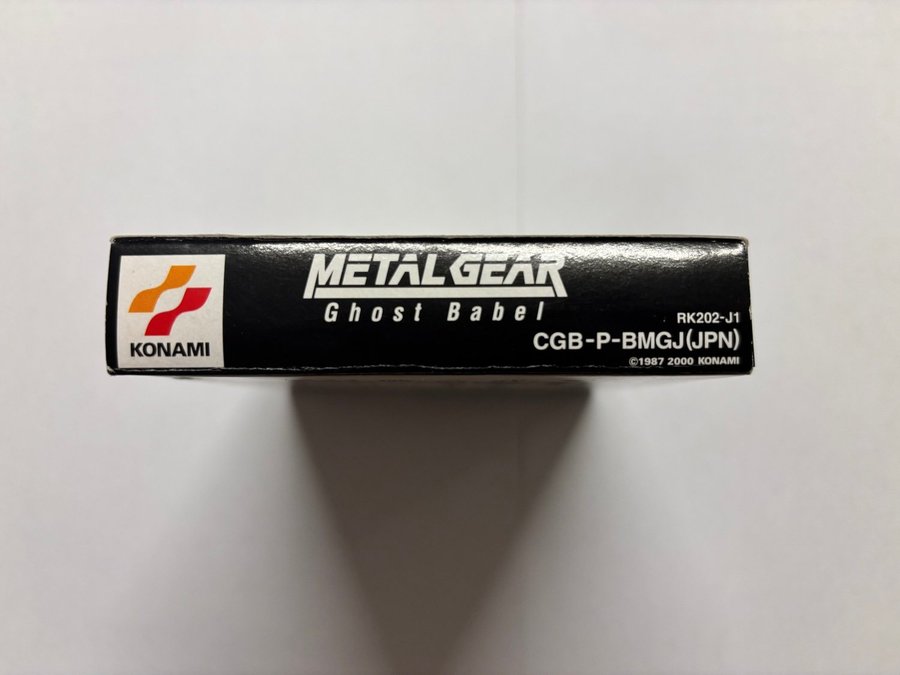 METAL GEAR
Ghost Babel
KONAMI
RK202-J1
CGB-P-BMGJ(JPN)
©1987 2000 KONAMI